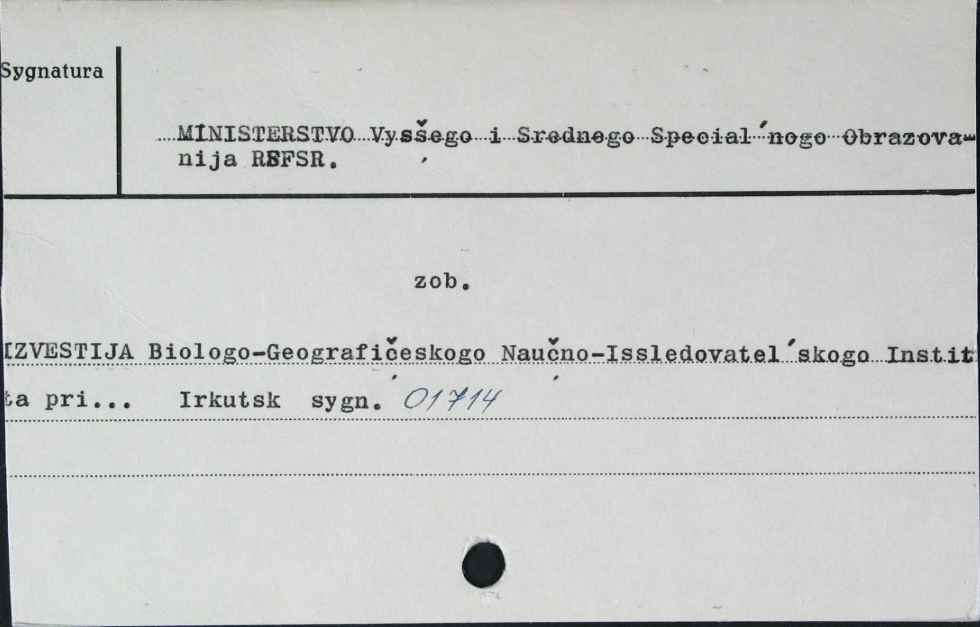 Sygnatura
MINISTERSTVO Vysšego i Srednego Special´nogo Obrazova-
nija RSFSR.
zob.
IZVESTIJA Biologo-Geografičeskogo Naučno-Issledovatel´skogo Instit
ta pri... Irkutsk sygn. 01714